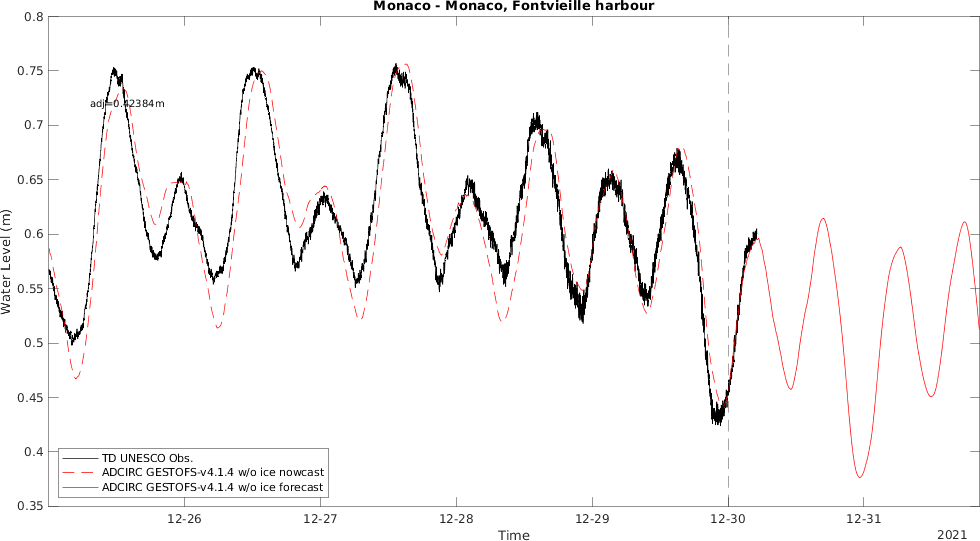 Monaco - Monaco, Fontvieille harbour
0.8
0.75
adj=0.42384m
0.7
0.65
0.6
0.55
0.5
0.45
0.4
0.35
Water Level (m)
TD UNESCO Obs.
ADCIRC GESTOFS-v4.1.4 w/o ice nowcast
ADCIRC GESTOFS-v4.1.4 w/o ice forecast
12-26 12-27 12-28 12-29 12-30 12-31
Time
2021